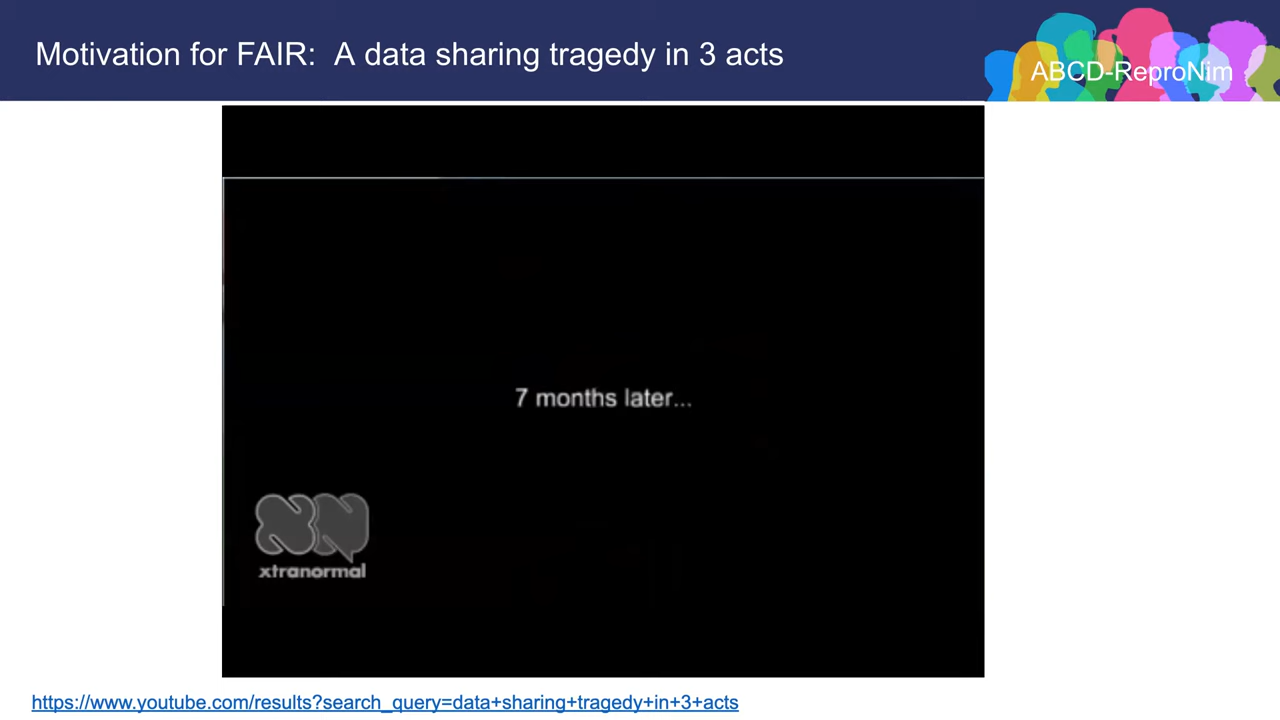 Motivation for FAIR: A data sharing tragedy in 3 acts
ABCD-ReproNim
7 months later...
xtranormal
https://www.youtube.com/results?search_query=data+sharing+tragedy+in+3+acts